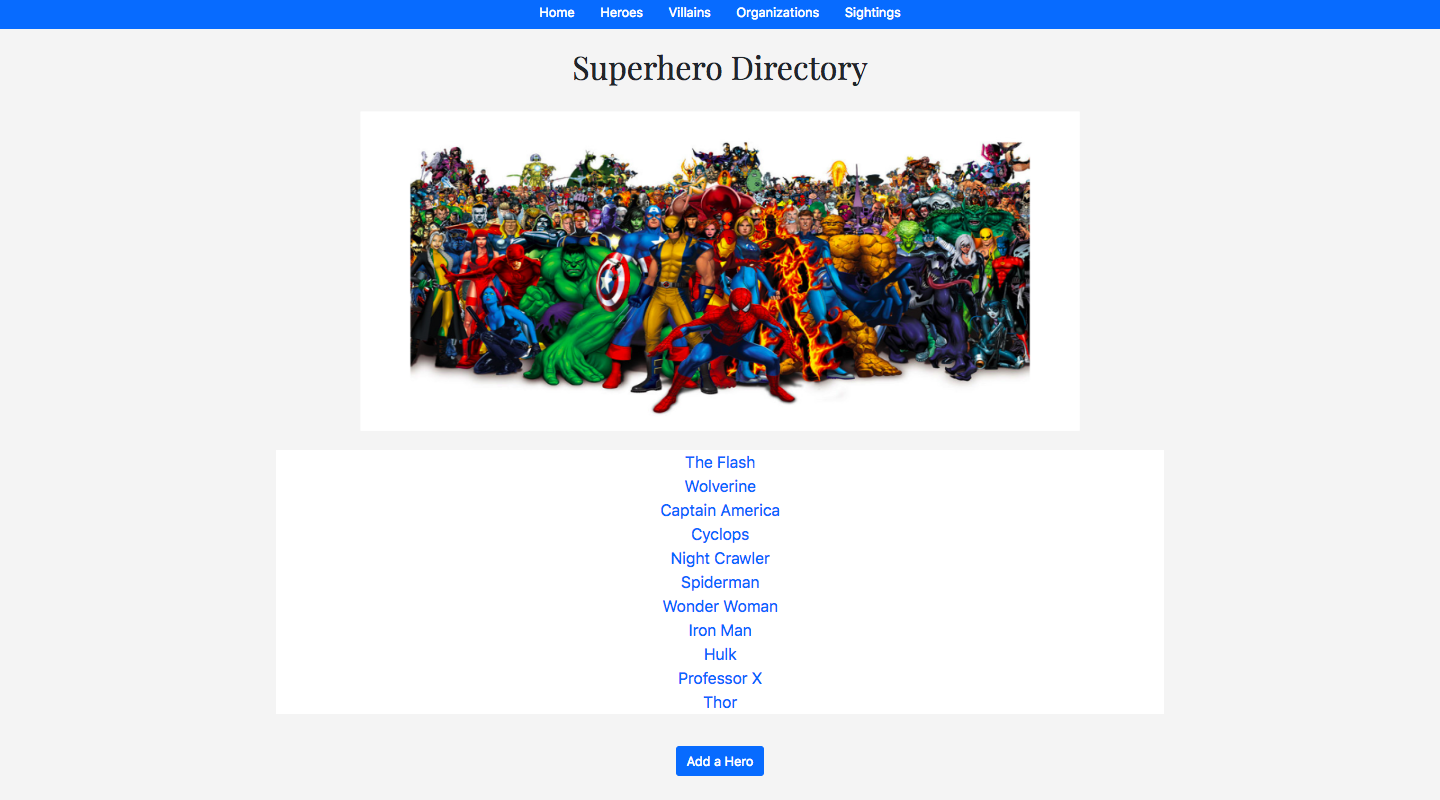 Home Heroes Villains Organizations Sightings
Superhero Directory
The Flash
Wolverine
Captain America
Cyclops
Night Crawler
Spiderman
Wonder Woman
Iron Man
Hulk
Professor X
Thor
Add a Hero